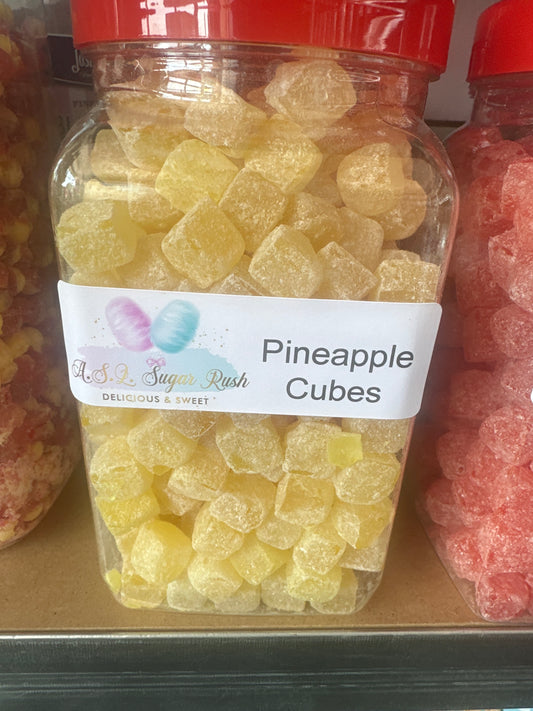 A.S.L. Sugar Rush
DELICIOUS & SWEET
Pineapple
Cubes